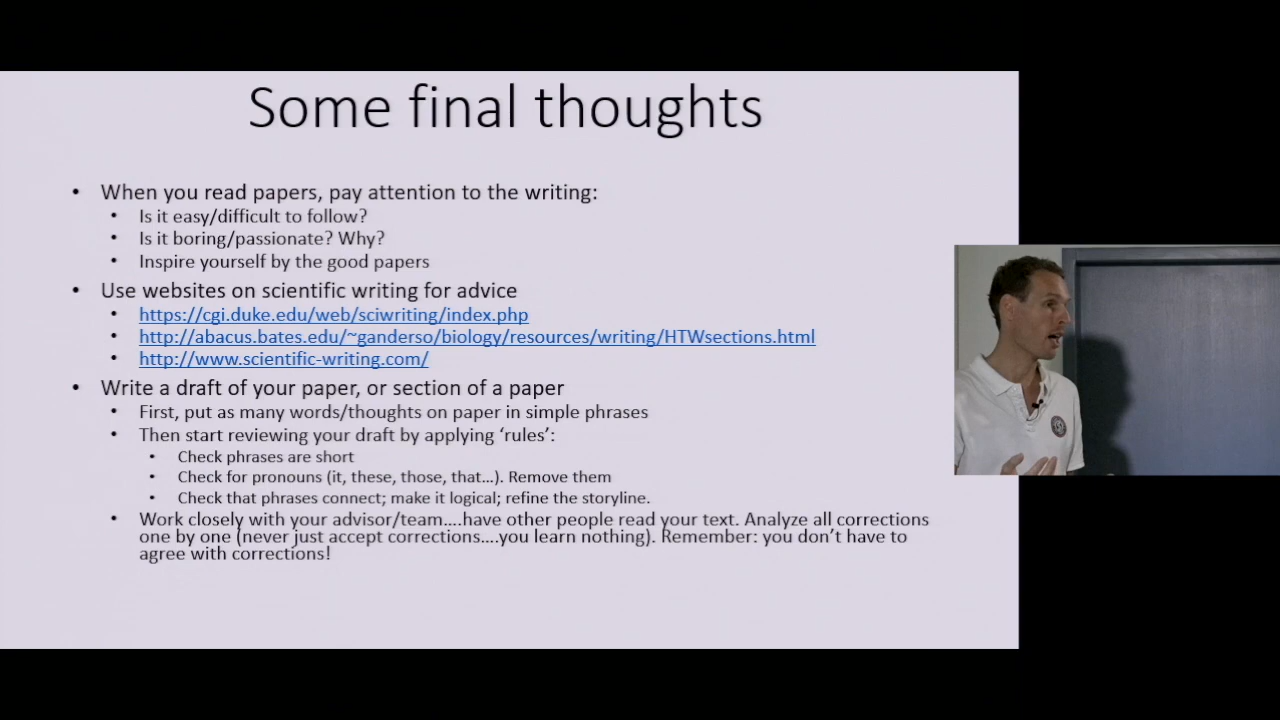 Some final thoughts
• When you read papers, pay attention to the writing:
• Is it easy/difficult to follow?
• Is it boring/passionate? Why?
• Inspire yourself by the good papers
• Use websites on scientific writing for advice
• https://cgi.duke.edu/web/sciwriting/index.php
• http://abacus.bates.edu/~ganderso/biology/resources/writing/HTWsections.html
• http://www.scientific-writing.com/
• Write a draft of your paper, or section of a paper
• First, put as many words/thoughts on paper in simple phrases
• Then start reviewing your draft by applying ‘rules’:
• Check phrases are short
• Check for pronouns (it, these, those, that…). Remove them
• Check that phrases connect; make it logical; refine the storyline.
• Work closely with your advisor/team….have other people read your text. Analyze all corrections
one by one (never just accept corrections….you learn nothing). Remember: you don’t have to
agree with corrections!